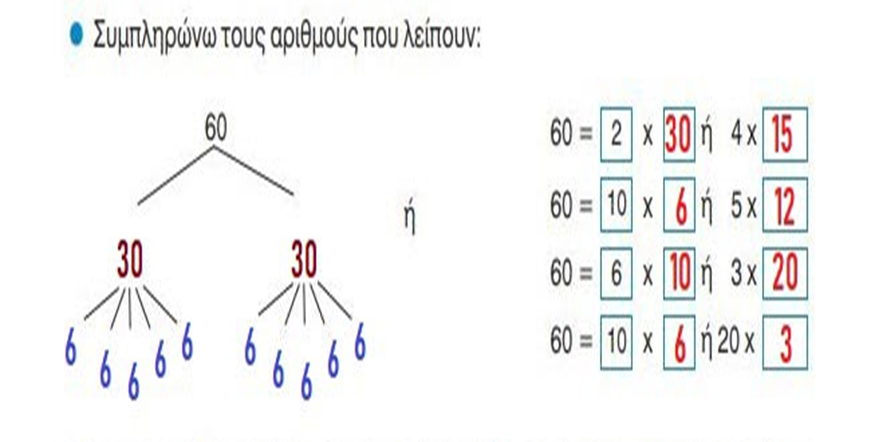 Συμπληρώνω τους αριθμούς που λείπουν:
60
30 30
6 6 6 6 6 6 6 6 6 6
ή
60 = 2 x 30 ή 4 x 15
60 = 10 x 6 ή 5 x 12
60 = 6 x 10 ή 3 x 20
60 = 10 x 6 ή 20 x 3